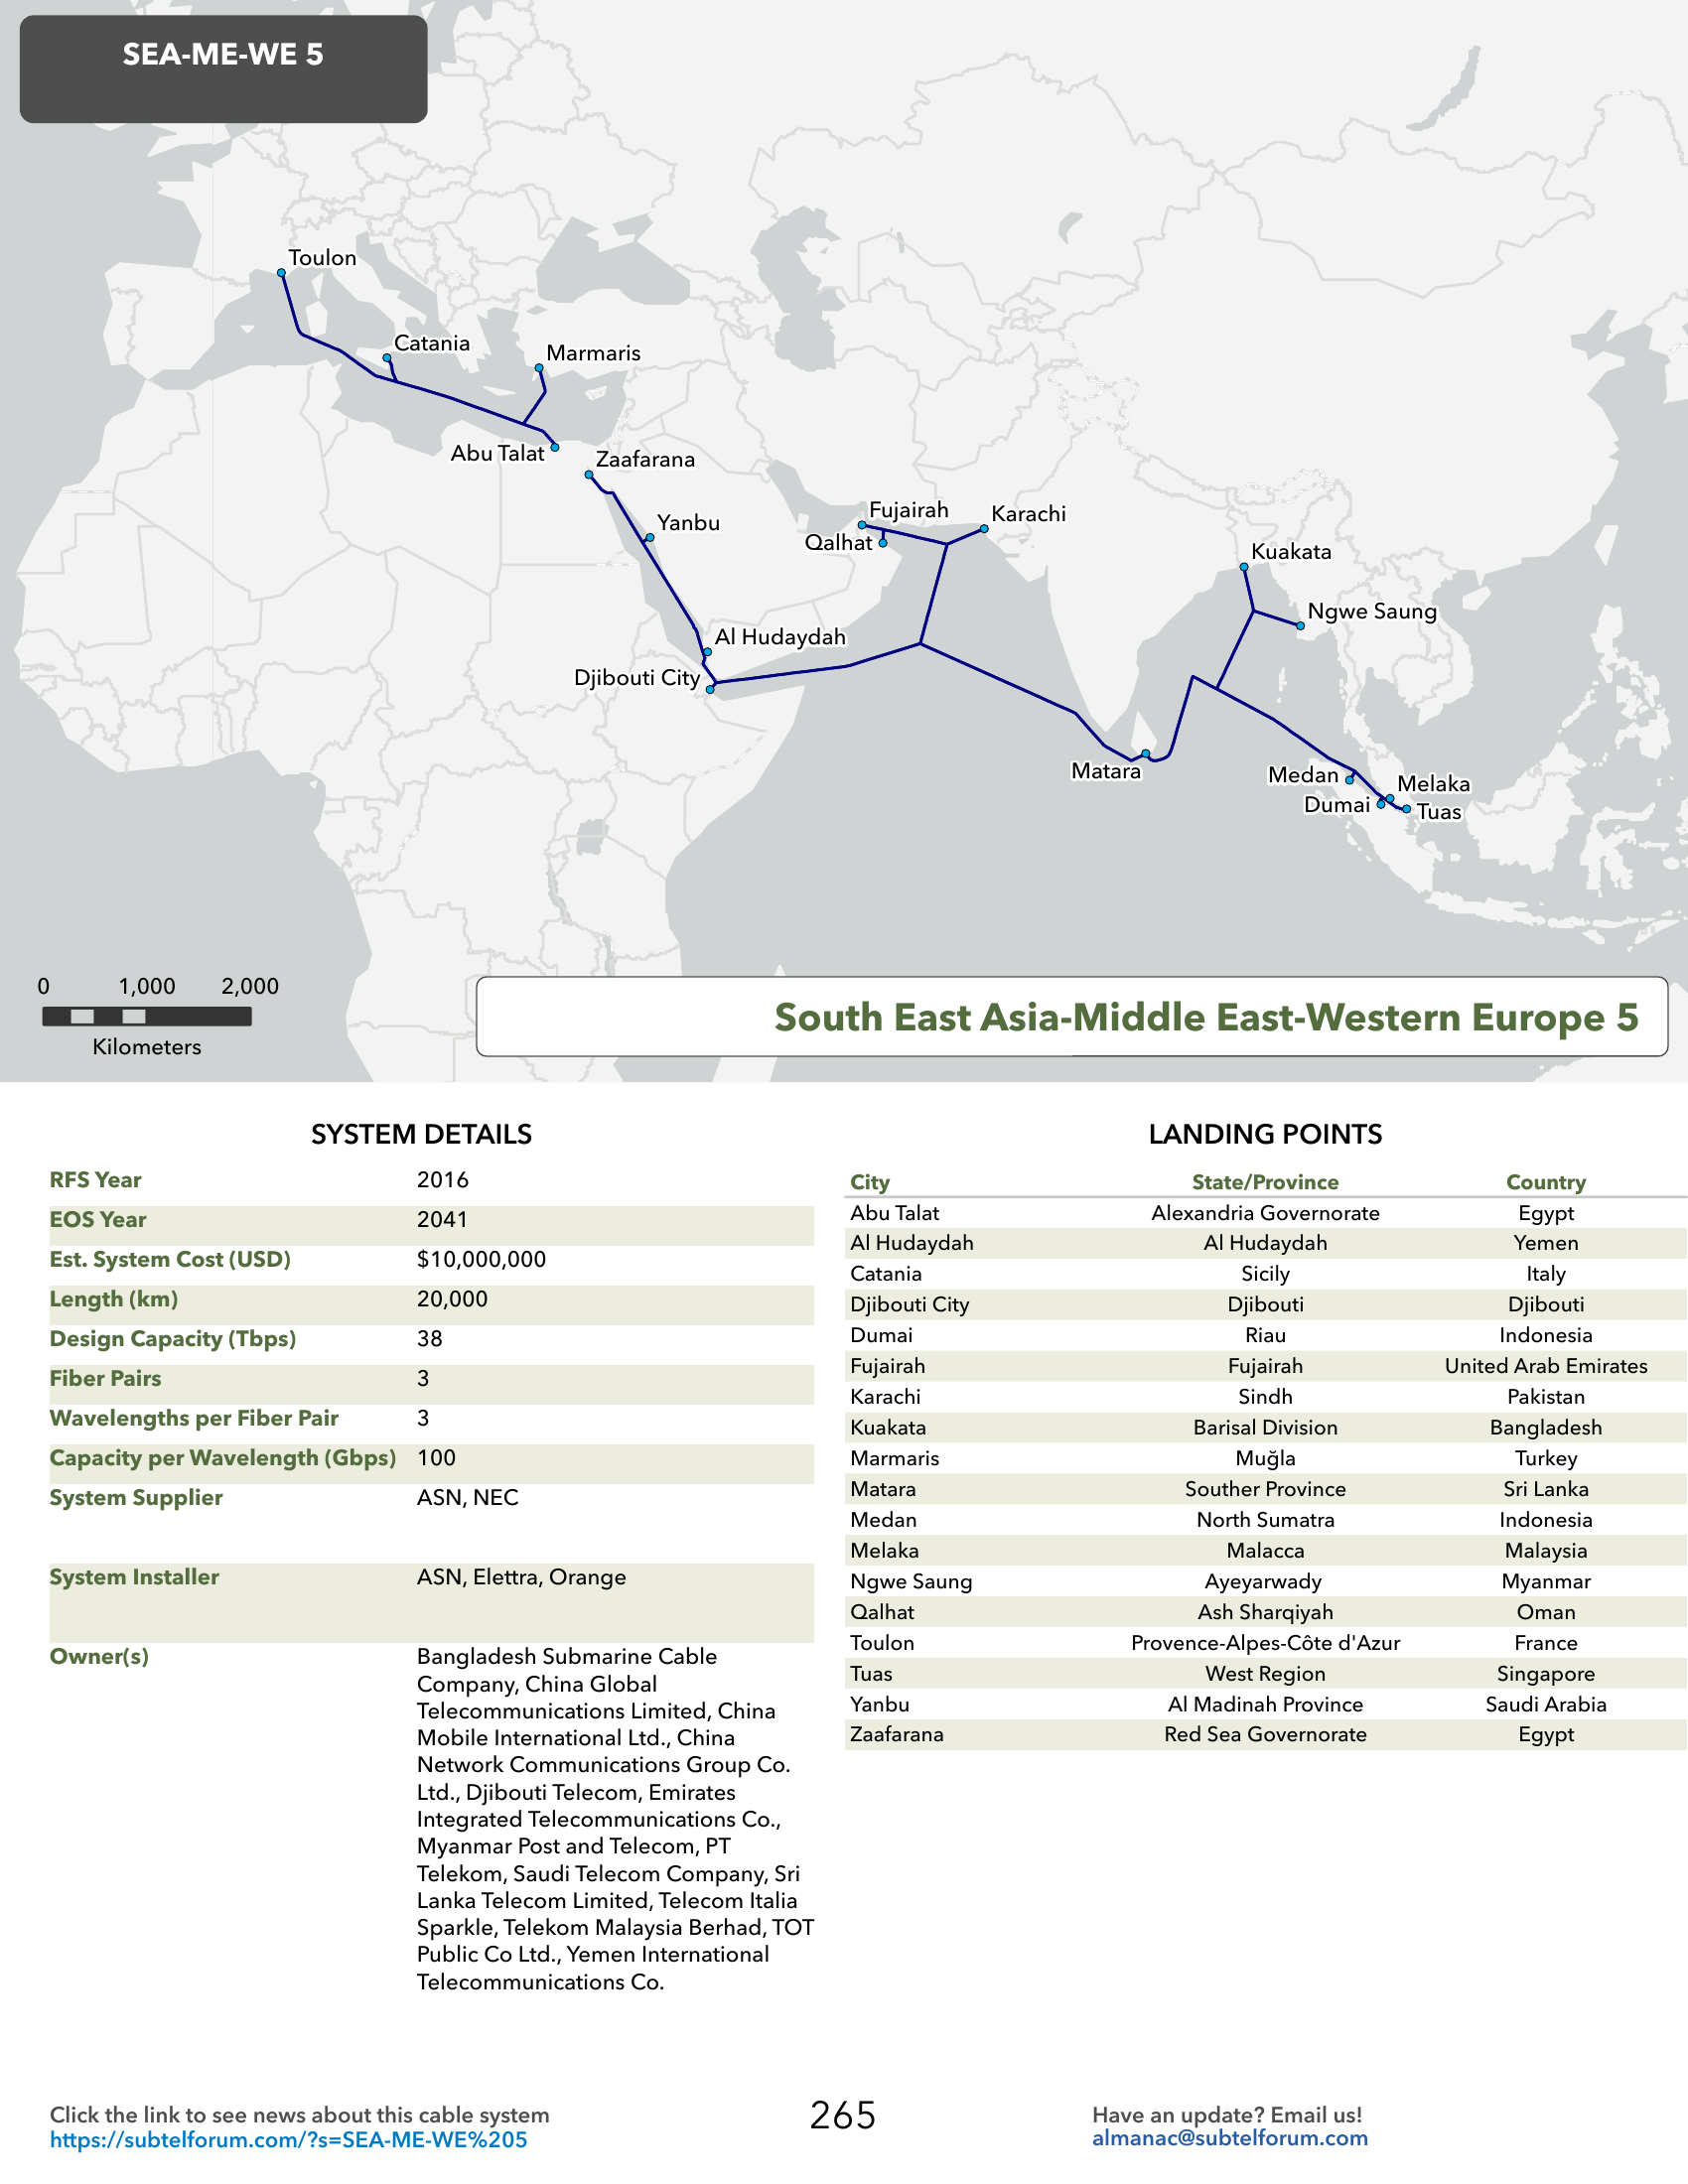 SEA-ME-WE 5
Toulon
Catania
Marmaris
Abu Talat
Zaafarana
Yanbu
Fujairah
Karachi
Qalhat
Kuakata
Ngwe Saung
Al Hudaydah
Djibouti City
Matara
Medan
Melaka
Dumai
Tuas
0 1,000 2,000
Kilometers
South East Asia-Middle East-Western Europe 5
SYSTEM DETAILS
RFS Year 2016
EOS Year 2041
Est. System Cost (USD) $10,000,000
Length (km) 20,000
Design Capacity (Tbps) 38
Fiber Pairs 3
Wavelengths per Fiber Pair 3
Capacity per Wavelength (Gbps) 100
System Supplier ASN, NEC
System Installer ASN, Elettra, Orange
Owner(s) Bangladesh Submarine Cable
Company, China Global
Telecommunications Limited, China
Mobile International Ltd., China
Network Communications Group Co.
Ltd., Djibouti Telecom, Emirates
Integrated Telecommunications Co.,
Myanmar Post and Telecom, PT
Telekom, Saudi Telecom Company, Sri
Lanka Telecom Limited, Telecom Italia
Sparkle, Telekom Malaysia Berhad, TOT
Public Co Ltd., Yemen International
Telecommunications Co.
LANDING POINTS
City State/Province Country
Abu Talat Alexandria Governorate Egypt
Al Hudaydah Al Hudaydah Yemen
Catania Sicily Italy
Djibouti City Djibouti Djibouti
Dumai Riau Indonesia
Fujairah Fujairah United Arab Emirates
Karachi Sindh Pakistan
Kuakata Barisal Division Bangladesh
Marmaris Muğla Turkey
Matara Souther Province Sri Lanka
Medan North Sumatra Indonesia
Melaka Malacca Malaysia
Ngwe Saung Ayeyarwady Myanmar
Qalhat Ash Sharqiyah Oman
Toulon Provence-Alpes-Côte d'Azur France
Tuas West Region Singapore
Yanbu Al Madinah Province Saudi Arabia
Zaafarana Red Sea Governorate Egypt
Click the link to see news about this cable system
https://subtelforum.com/?s=SEA-ME-WE%205
265
Have an update? Email us!
almanac@subtelforum.com